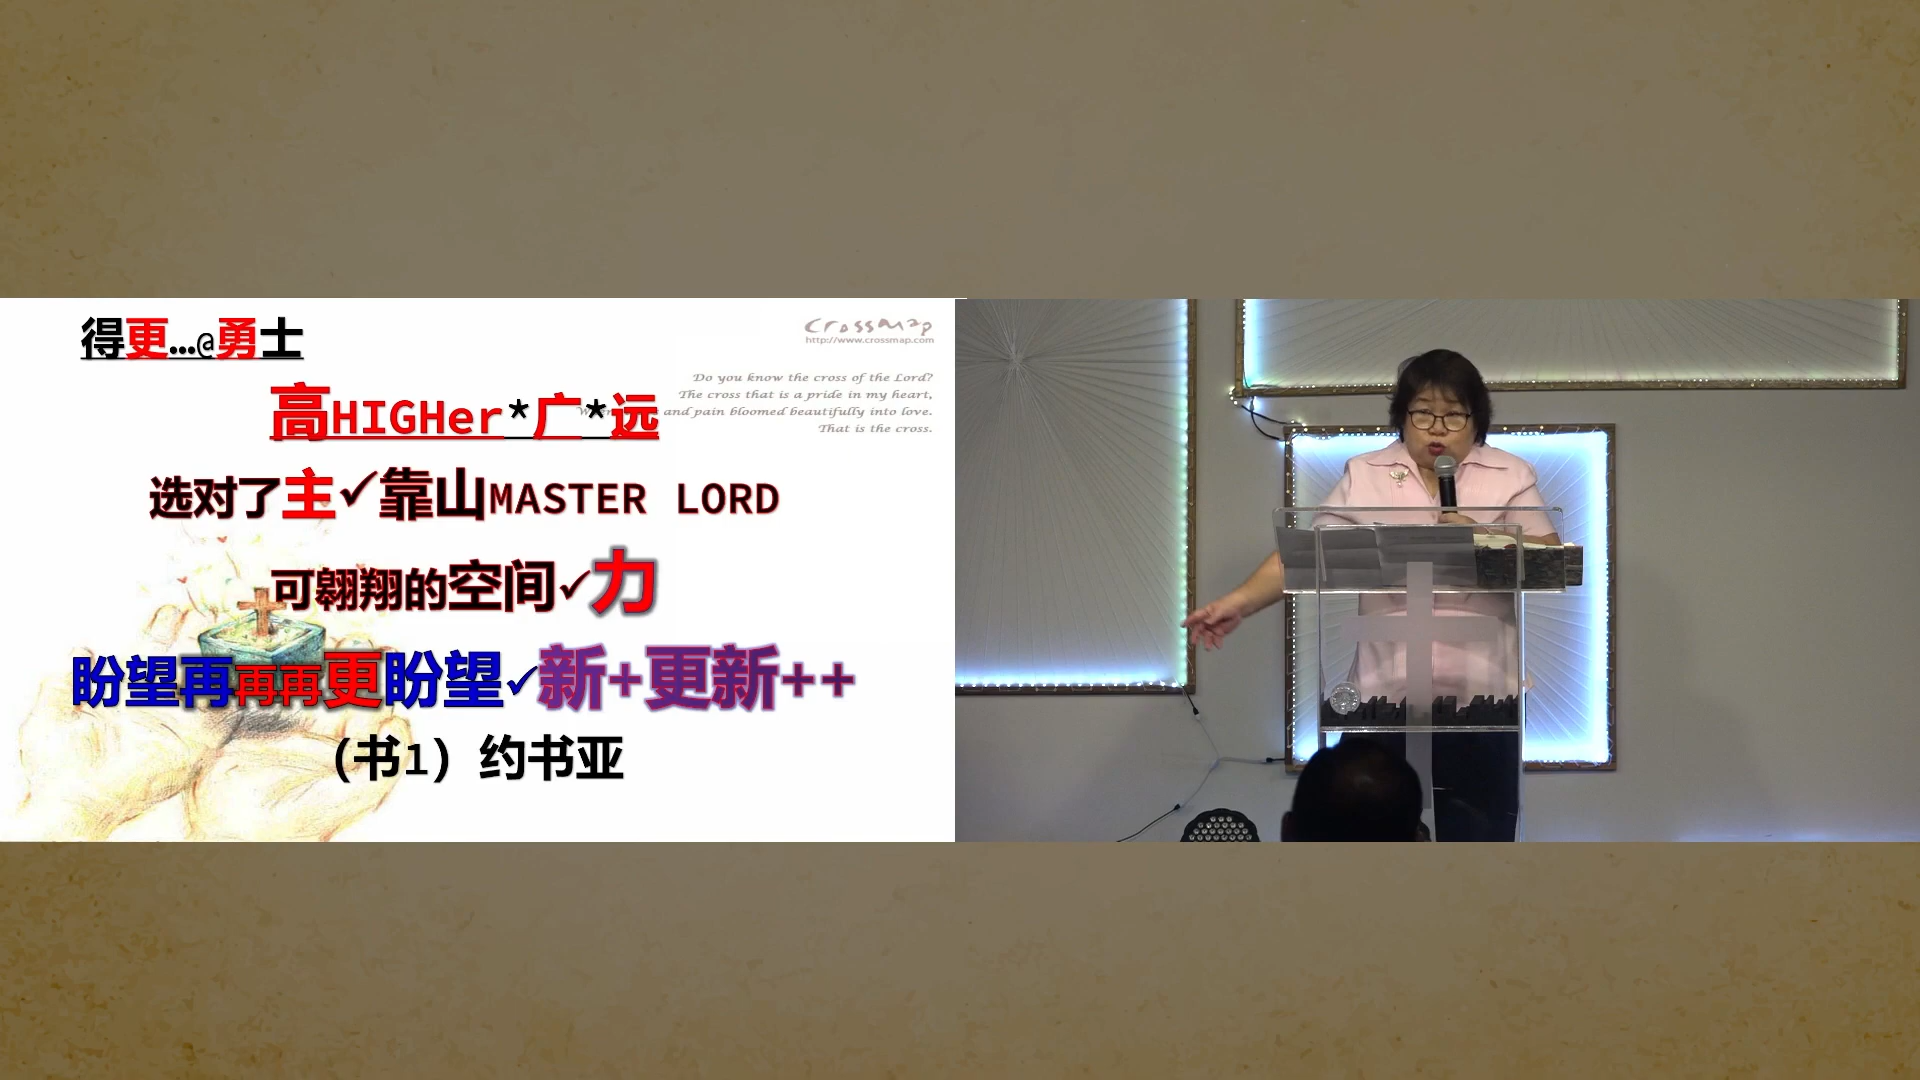 得更...@勇士
crossmap
http://www.crossmap.com
Do you know the cross of the Lord?
The cross that is a pride in my heart,
and pain bloomed beautifully into love.
That is the cross.
高HIGHer*广*远
选对了主✓靠山MASTER LORD
可翱翔的空间✓力
盼望再再再更盼望✓新+更新++
(书1) 约书亚